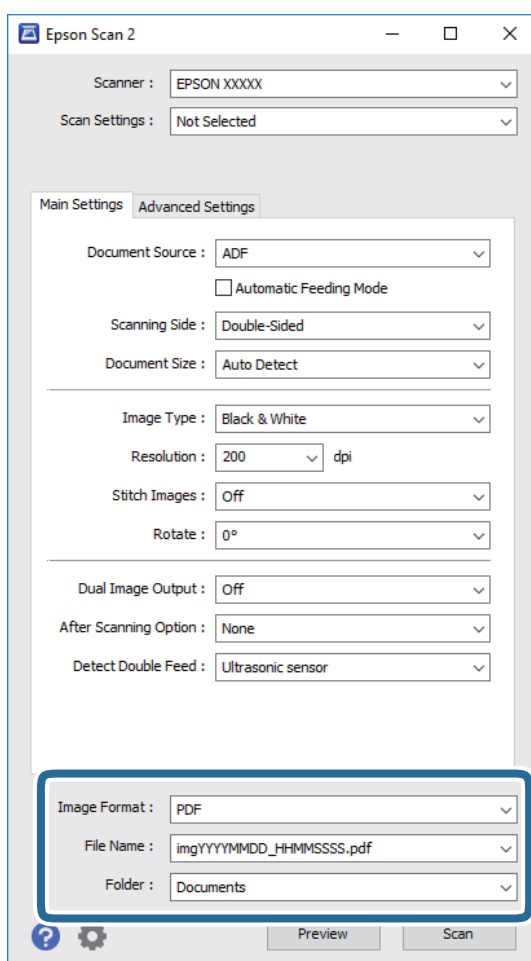 Epson Scan 2
Scanner : EPSON XXXXX
Scan Settings : Not Selected
Main Settings Advanced Settings
Document Source : ADF
Automatic Feeding Mode
Scanning Side : Double-Sided
Document Size : Auto Detect
Image Type : Black & White
Resolution : 200 dpi
Stitch Images : Off
Rotate : 0°
Dual Image Output : Off
After Scanning Option : None
Detect Double Feed : Ultrasonic sensor
Image Format : PDF
File Name : imgYYYYMMDD_HHMMSSSS.pdf
Folder : Documents
? Preview Scan